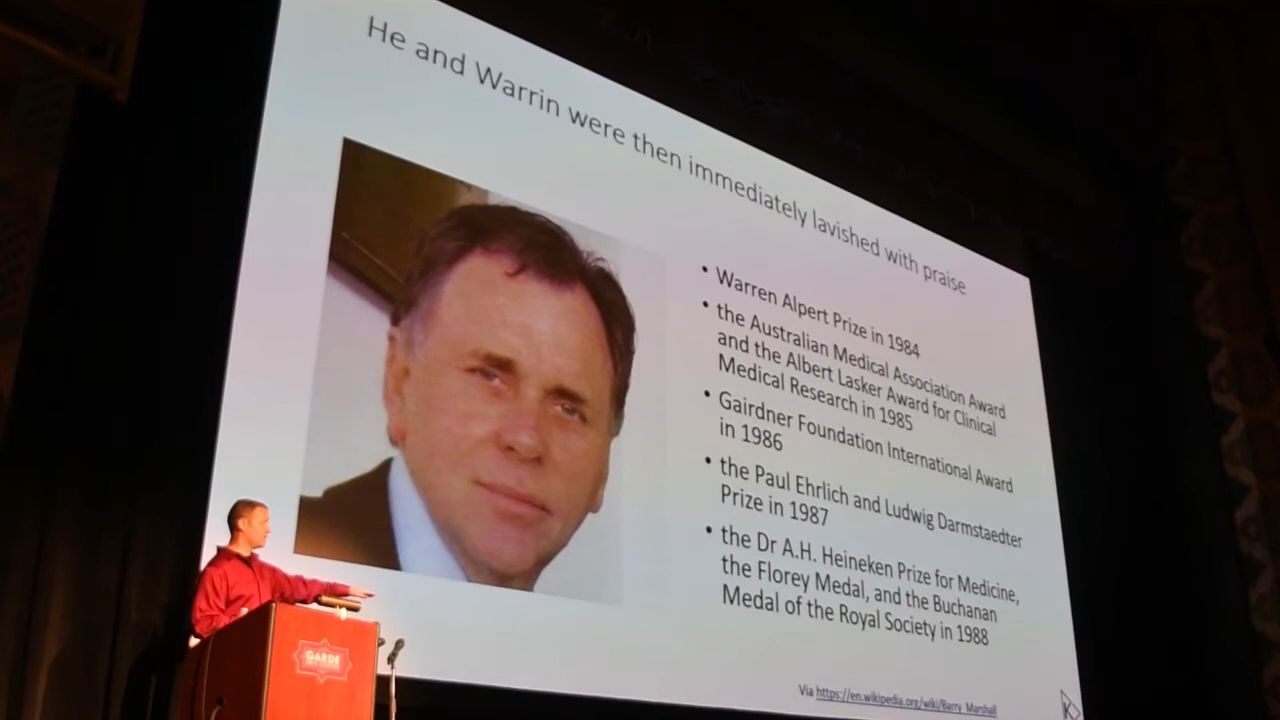 He and Warrin were then immediately lavished with praise
• Warren Alpert Prize in 1984
• the Australian Medical Association Award
and the Albert Lasker Award for Clinical
Medical Research in 1985
• Gairdner Foundation International Award
in 1986
• the Paul Ehrlich and Ludwig Darmstaedter
Prize in 1987
• the Dr A.H. Heineken Prize for Medicine,
the Florey Medal, and the Buchanan
Medal of the Royal Society in 1988
Via https://en.wikipedia.org/wiki/Barry_Marshall
K
GARDE